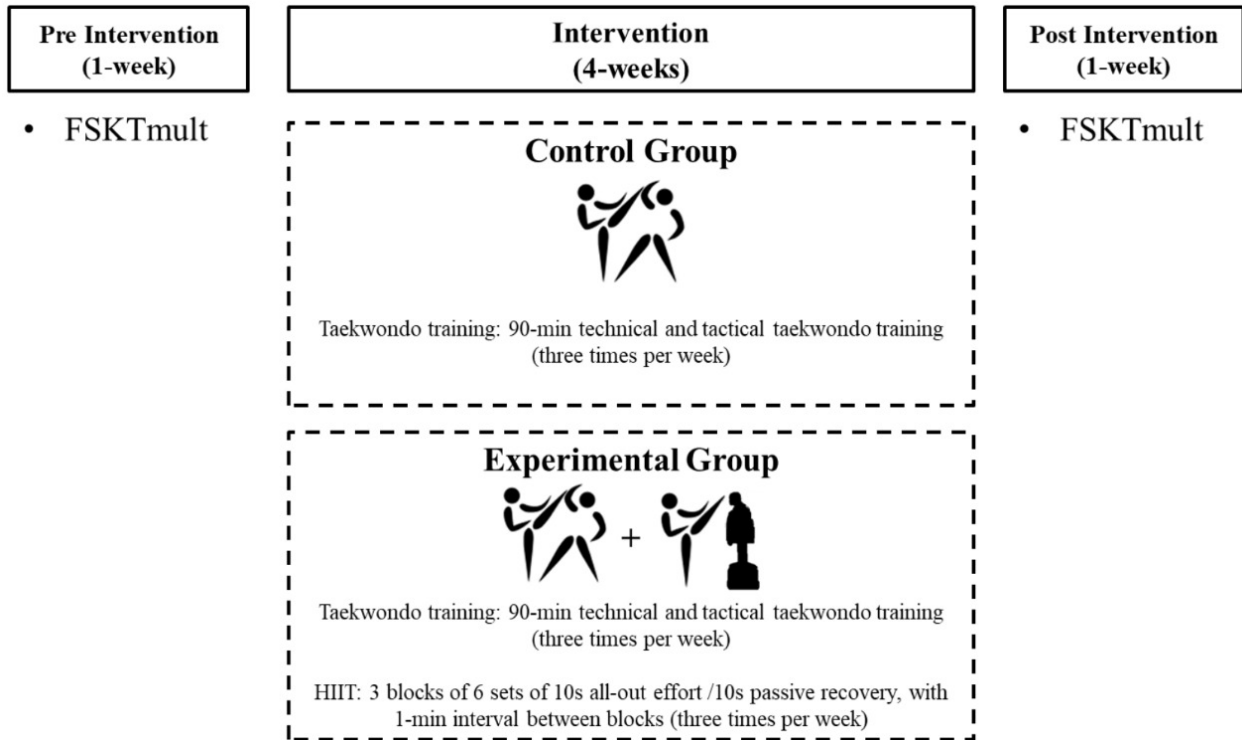 Pre Intervention
(1-week)
Intervention
(4-weeks)
Post Intervention
(1-week)
• FSKTmult
• FSKTmult
Control Group
Taekwondo training: 90-min technical and tactical taekwondo training
(three times per week)
Experimental Group
+
Taekwondo training: 90-min technical and tactical taekwondo training
(three times per week)
HIIT: 3 blocks of 6 sets of 10s all-out effort /10s passive recovery, with
1-min interval between blocks (three times per week)